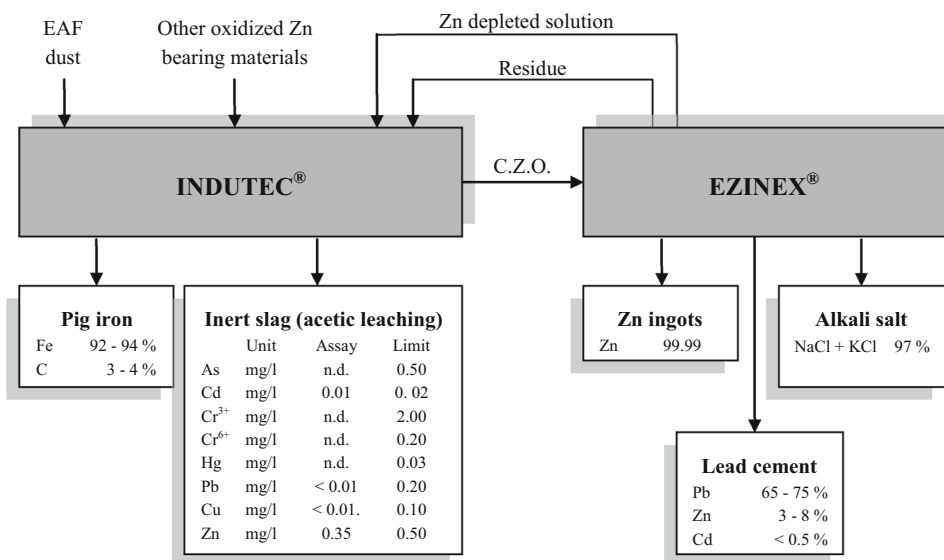 EAF
dust
Other oxidized Zn
bearing materials
Zn depleted solution
Residue
INDUTEC®
C.Z.O.
EZINEX®
Pig iron
Fe 92 - 94 %
C 3 - 4 %
Inert slag (acetic leaching)
Unit Assay Limit
As mg/l n.d. 0.50
Cd mg/l 0.01 0. 02
Cr3+ mg/l n.d. 2.00
Cr6+ mg/l n.d. 0.20
Hg mg/l n.d. 0.03
Pb mg/l < 0.01 0.20
Cu mg/l < 0.01. 0.10
Zn mg/l 0.35 0.50
Zn ingots
Zn 99.99
Alkali salt
NaCl + KCl 97 %
Lead cement
Pb 65 - 75 %
Zn 3 - 8 %
Cd < 0.5 %